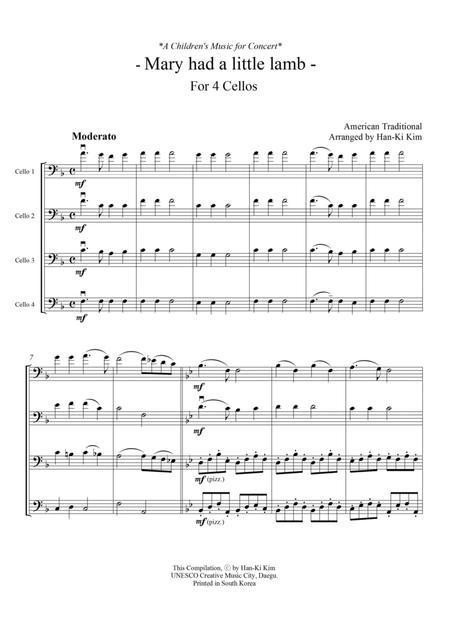 *A Children's Music for Concert*
- Mary had a little lamb -
For 4 Cellos
American Traditional
Arranged by Han-Ki Kim
Moderato
Cello 1
mf
Cello 2
mf
Cello 3
mf
Cello 4
mf
7
mf
mf
mf (pizz.)
mf (pizz.)
This Compilation, ⓒ by Han-Ki Kim
UNESCO Creative Music City, Daegu.
Printed in South Korea